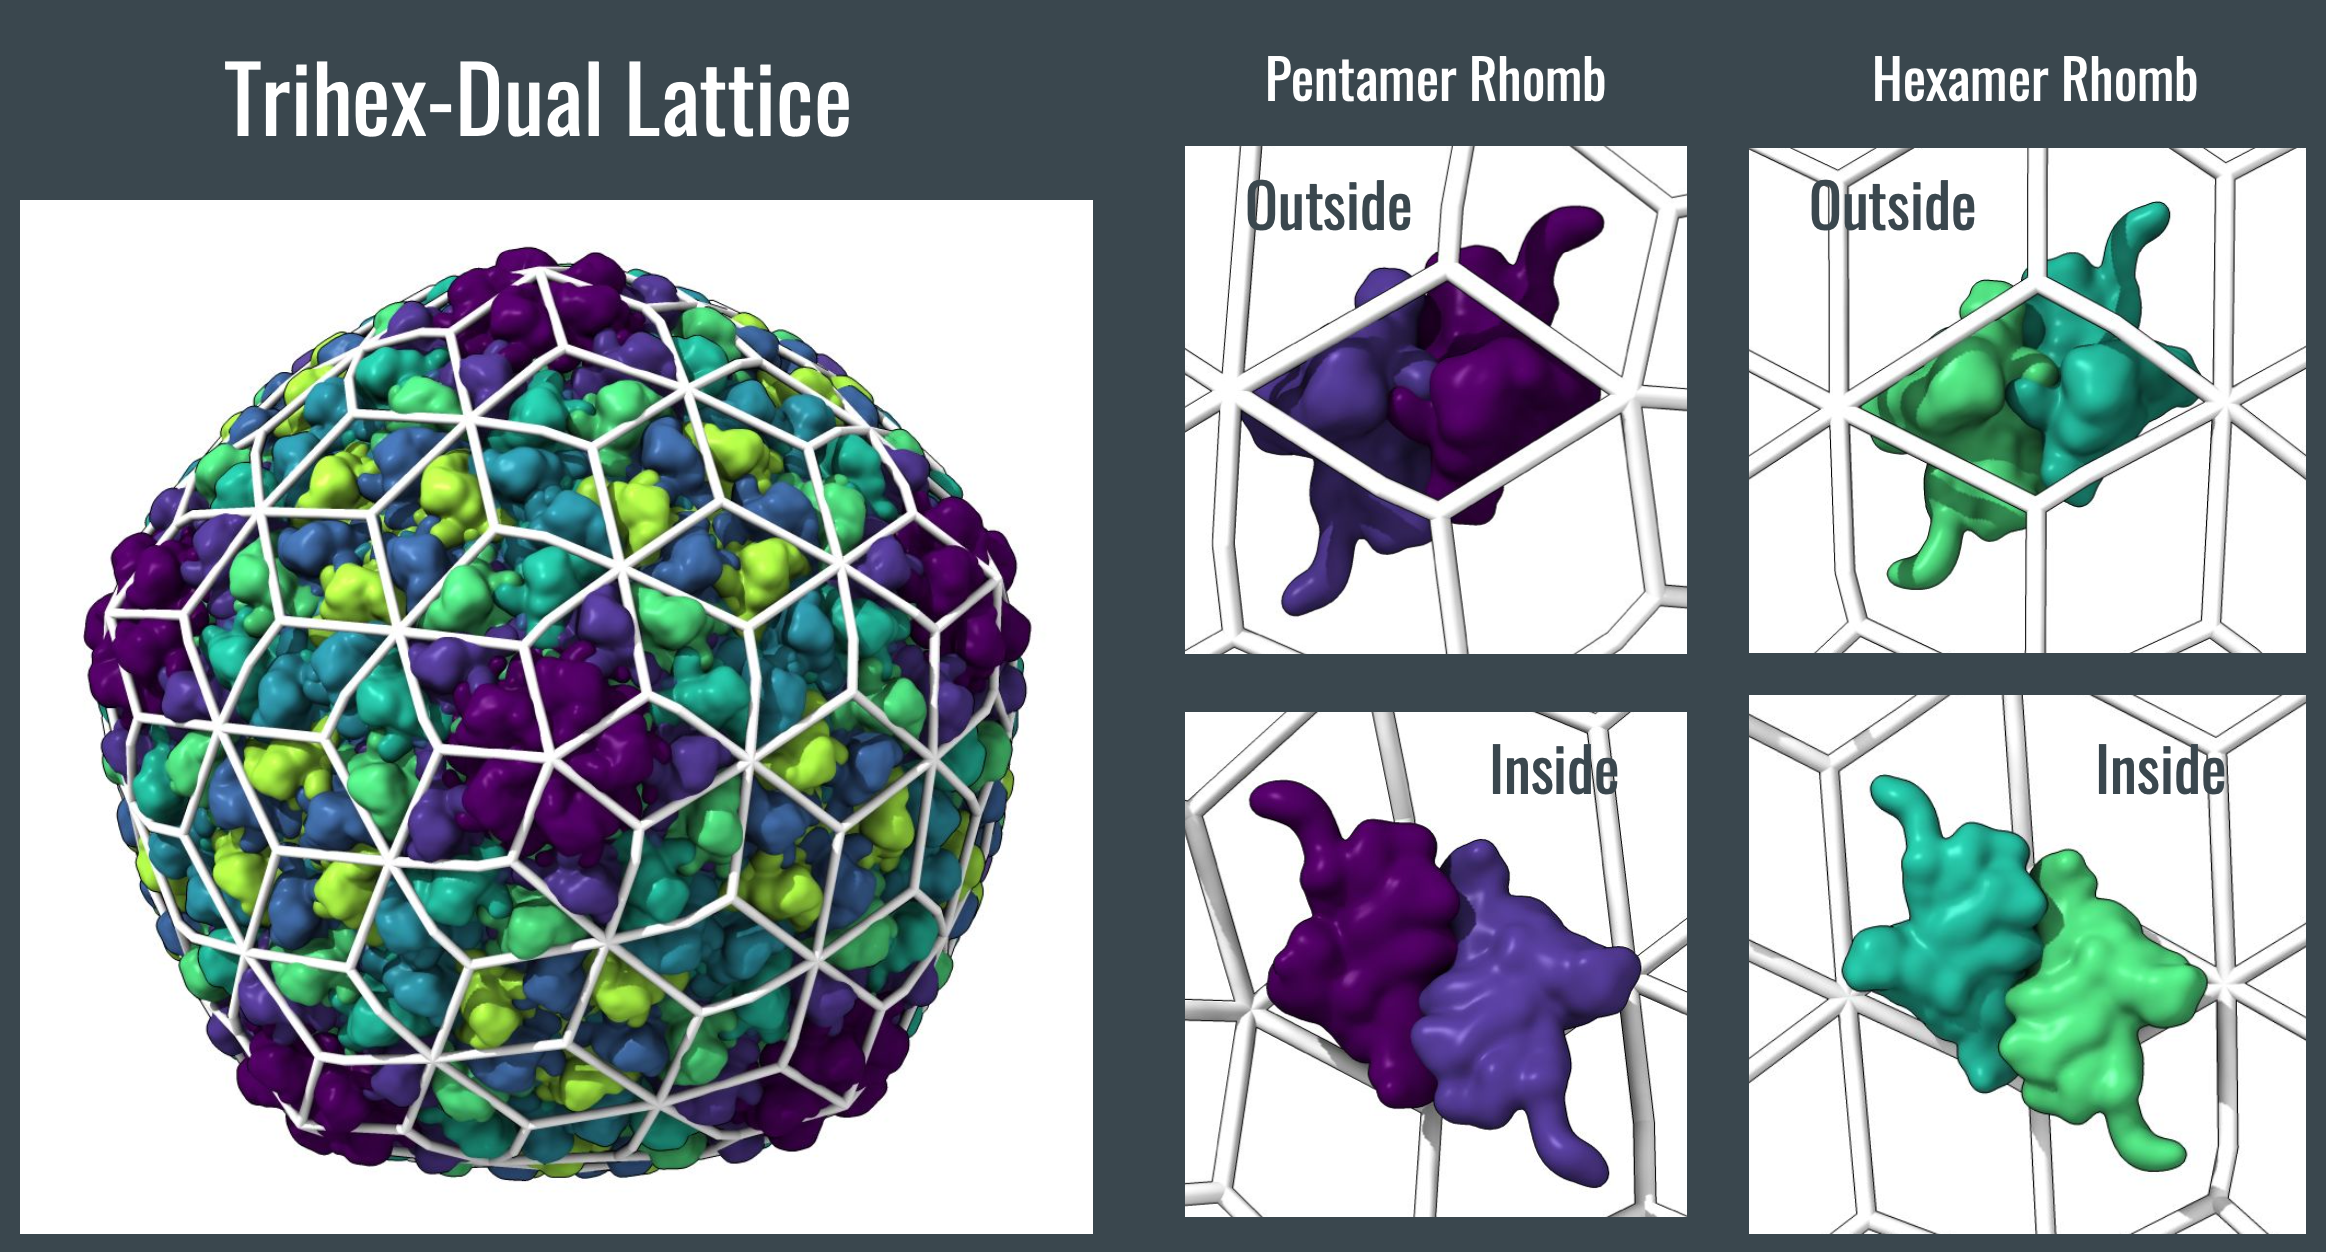 Trihex-Dual Lattice
Pentamer Rhomb
Hexamer Rhomb
Outside
Outside
Inside
Inside